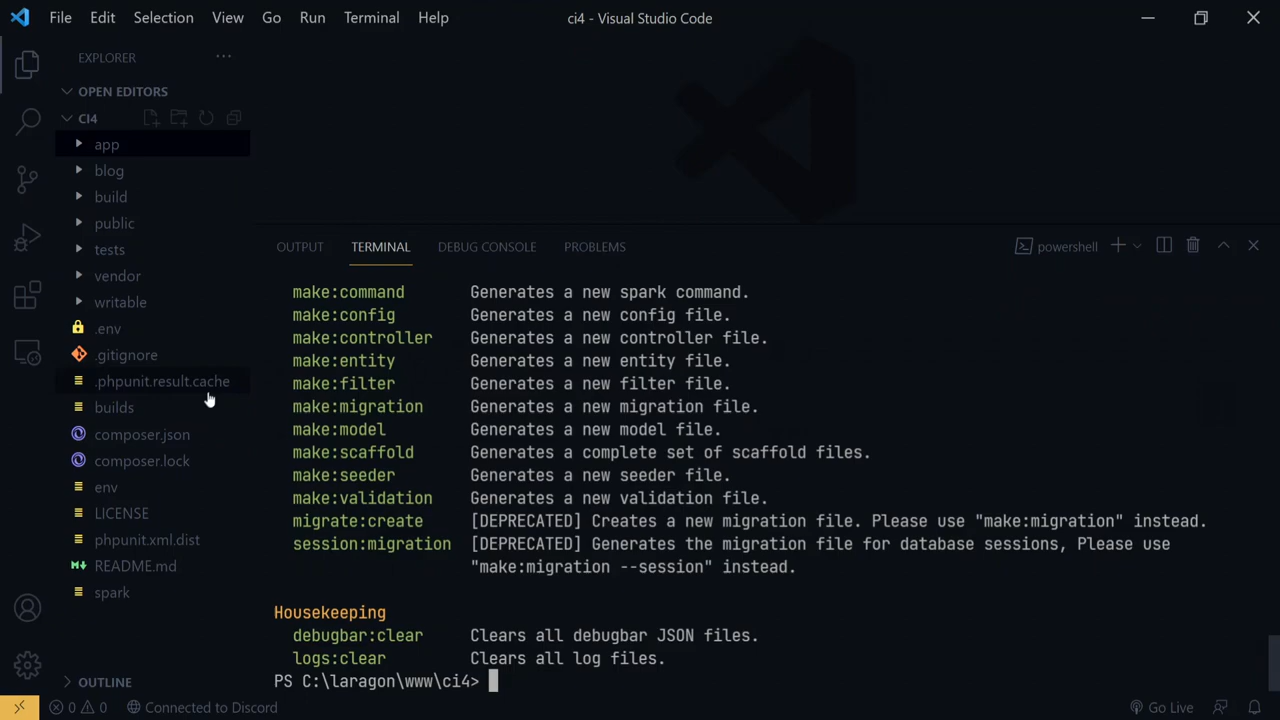 File Edit Selection View Go Run Terminal Help
ci4 - Visual Studio Code
EXPLORER
OPEN EDITORS
CI4
app
blog
build
public
tests
vendor
writable
.env
.gitignore
.phpunit.result.cache
builds
composer.json
composer.lock
env
LICENSE
phpunit.xml.dist
README.md
spark
OUTLINE
OUTPUT TERMINAL DEBUG CONSOLE PROBLEMS
powershell
make:command Generates a new spark command.
make:config Generates a new config file.
make:controller Generates a new controller file.
make:entity Generates a new entity file.
make:filter Generates a new filter file.
make:migration Generates a new migration file.
make:model Generates a new model file.
make:scaffold Generates a complete set of scaffold files.
make:seeder Generates a new seeder file.
make:validation Generates a new validation file.
migrate:create [DEPRECATED] Creates a new migration file. Please use "make:migration" instead.
session:migration [DEPRECATED] Generates the migration file for database sessions, Please use
"make:migration --session" instead.
Housekeeping
debugbar:clear Clears all debugbar JSON files.
logs:clear Clears all log files.
PS C:\laragon\www\ci4>
0 0 Connected to Discord
Go Live